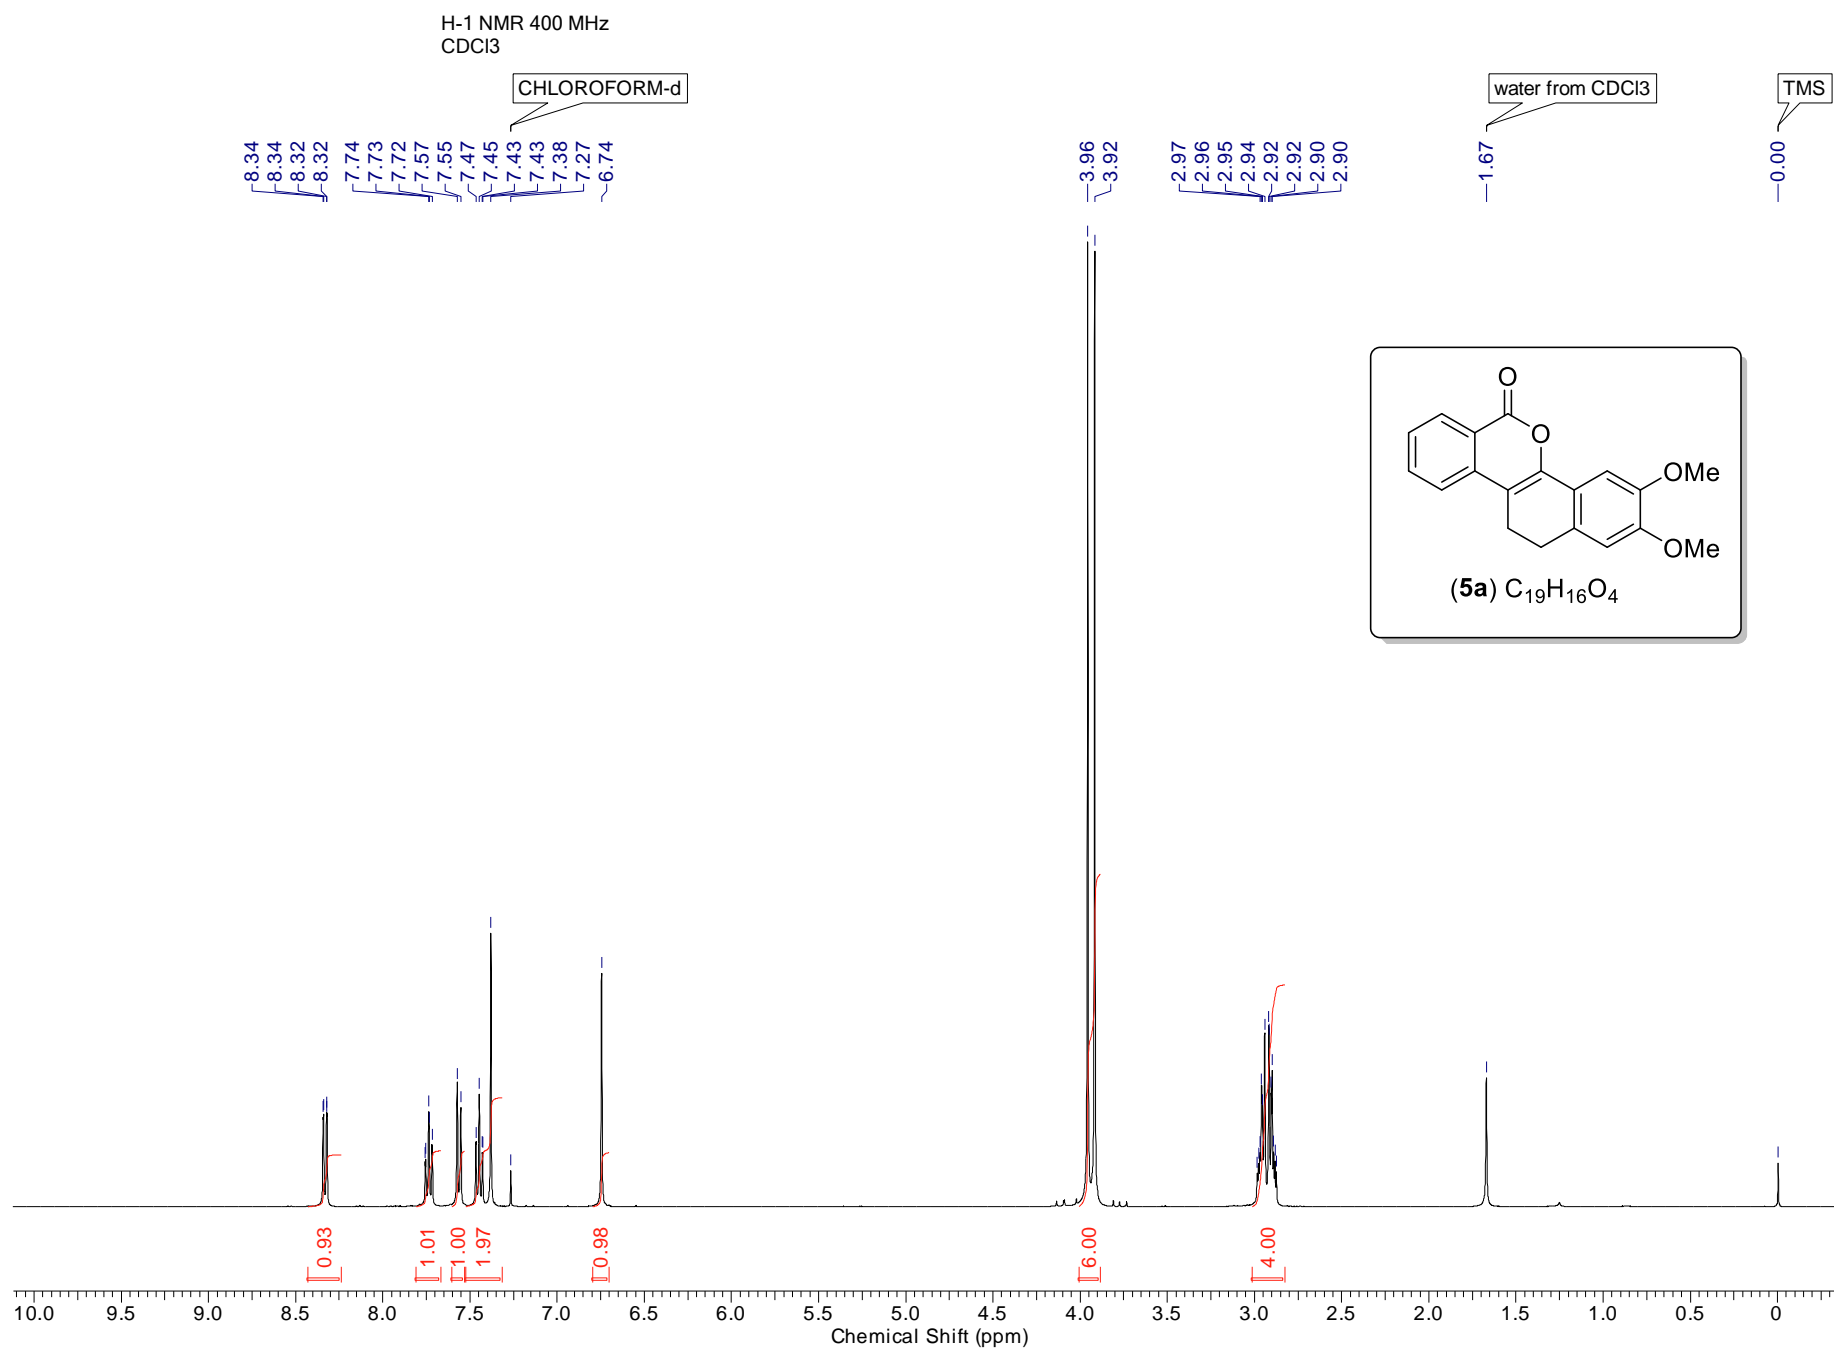 H-1 NMR 400 MHz
CDCl3
CHLOROFORM-d
water from CDCl3
TMS
8.34
8.34
8.32
8.32
7.74
7.73
7.72
7.57
7.55
7.47
7.45
7.43
7.43
7.38
7.27
6.74
3.96
3.92
2.97
2.96
2.95
2.94
2.92
2.92
2.90
2.90
1.67
-0.00
O
O
OMe
OMe
(5a) C19H16O4
0.93
1.01
1.00
1.97
0.98
6.00
4.00
10.0 9.5 9.0 8.5 8.0 7.5 7.0 6.5 6.0 5.5 5.0 4.5 4.0 3.5 3.0 2.5 2.0 1.5 1.0 0.5 0
Chemical Shift (ppm)